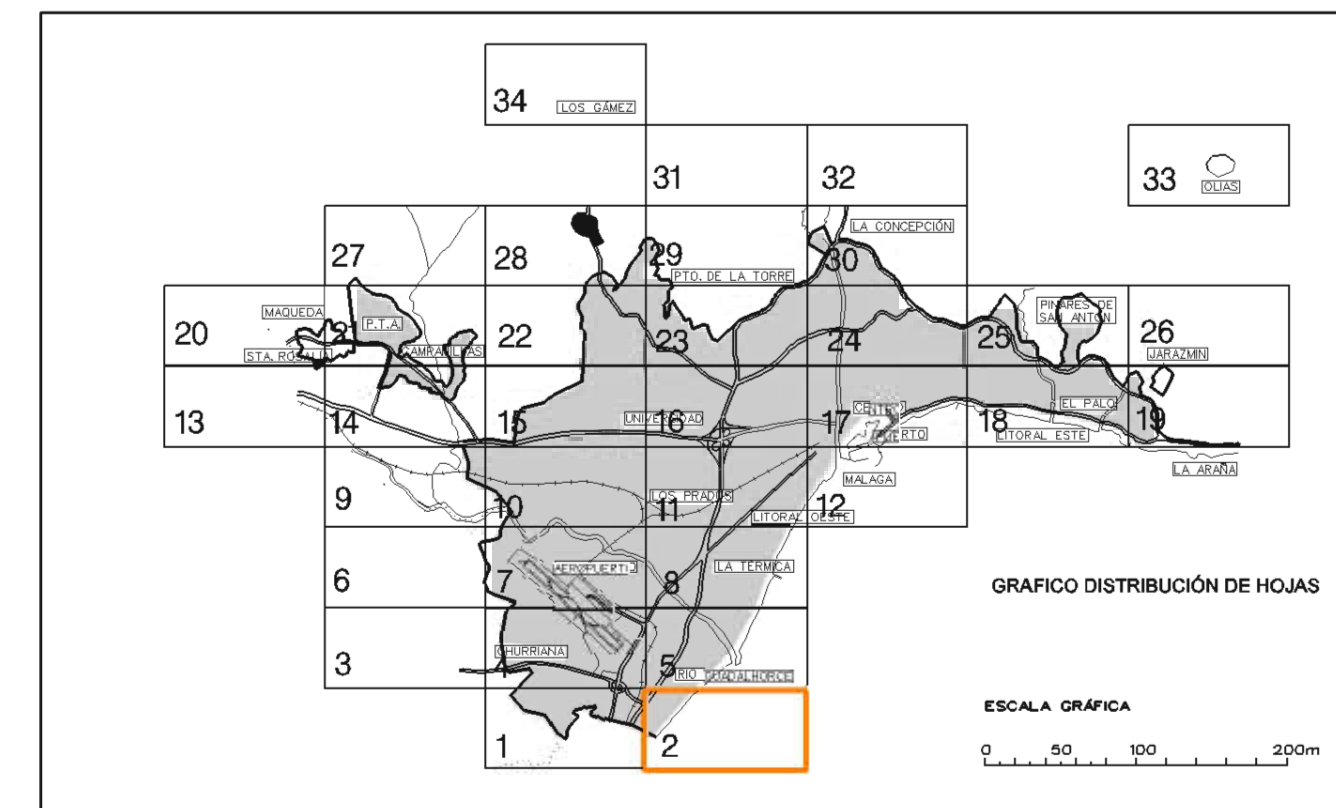 34 LOS GÁMEZ
31 32 33 OLIAS
LA CONCEPCIÓN
27 28 29 30
PTO. DE LA TORRE
MAQUEDA PINARES DE
SAN ANTON
P.T.A.
20 22 23 24 25 26
STA. ROSALIA CAMPANILLAS JARAZMIN
EL PALO
13 14 15 UNIVERSIDAD 16 17 18 19
LITORAL ESTE
LA ARAÑA
MALAGA
9 10 LOS PRADOS 11 12
LITORAL OESTE
AEROPUERTO LA TERMICA
6 7 8
GRAFICO DISTRIBUCIÓN DE HOJAS
CHURRIANA
3 5 RIO GUADALHORCE
ESCALA GRÁFICA
1 2
0 50 100 200m